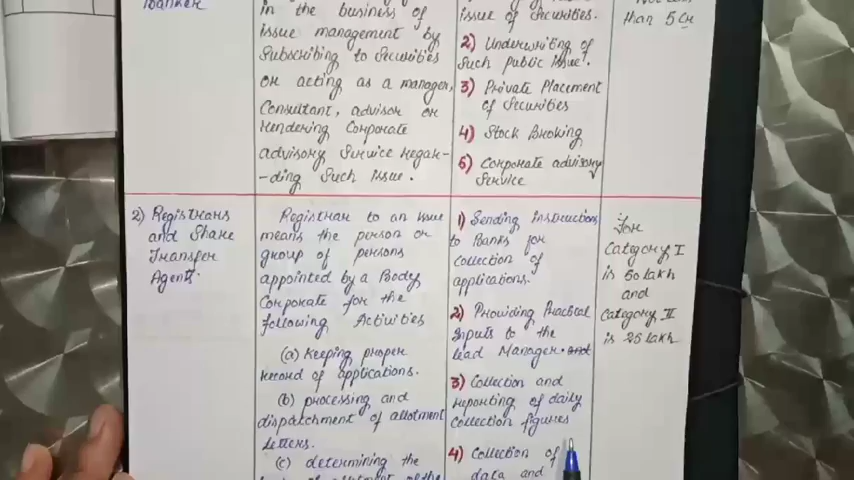 Banker
in the business of
issue management by
Subscribing to Securities
or acting as a manager,
Consultant, advisor or
rendering Corporate
advisory Service regar-
-ding Such issue.
issue of Securities.
2) Underwriting of
Such public issue.
3) Private Placement
of Securities
4) Stock Broking
5) Corporate advisory
Service
than 5 Cr
2) Registrars
and Share
Transfer
Agent.
Registrar to an issue
means the person or
group of persons
appointed by a Body
Corporate for the
following Activities
(a) Keeping proper
record of applications.
(b) processing and
dispatchment of allotment
letters.
(c) determining the
1) Sending instructions
to Banks for
Collection of
applications.
2) Providing Practical
Inputs to the
lead Manager.
3) Collection and
reporting of daily
Collection figures
4) Collection of
data and
For
Category I
is 50 lakh
and
Category II
is 25 lakh